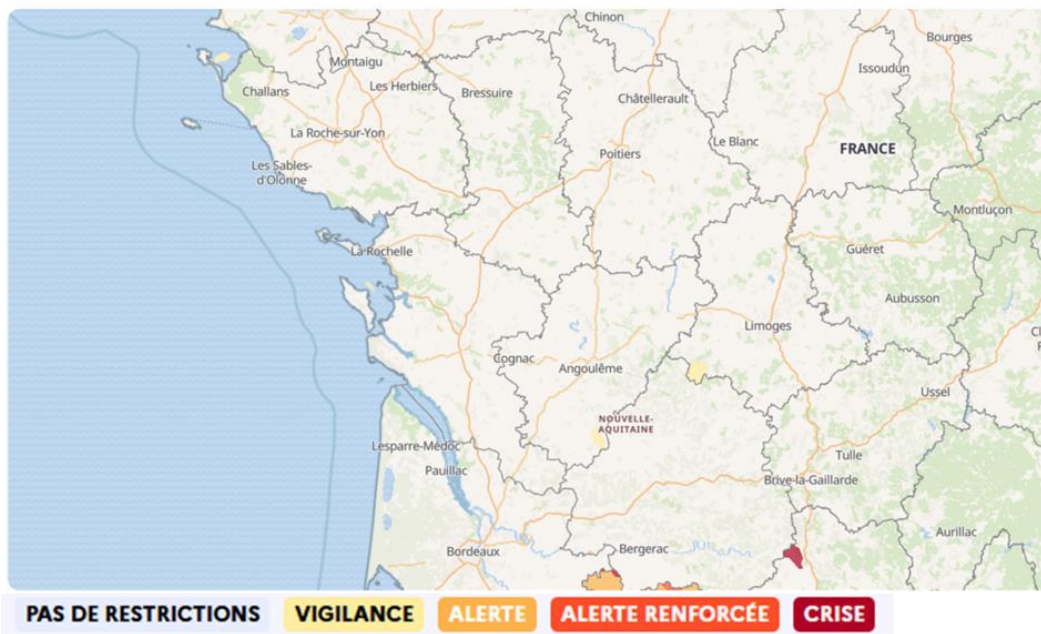 Chinon
Bourges
Montaigu
Issoudun
Challans
Les Herbiers
Bressuire
Châtellerault
La Roche-sur-Yon
Le Blanc
FRANCE
Poitiers
Les Sables-
d'Olonne
Montluçon
La Rochelle
Guéret
Aubusson
Limoges
Cognac
Angoulême
Ussel
NOUVELLE-
AQUITAINE
Lesparre-Médoc
Tulle
Pauillac
Brive-la-Gaillarde
Aurillac
Bordeaux
Bergerac
PAS DE RESTRICTIONS VIGILANCE ALERTE ALERTE RENFORCÉE CRISE